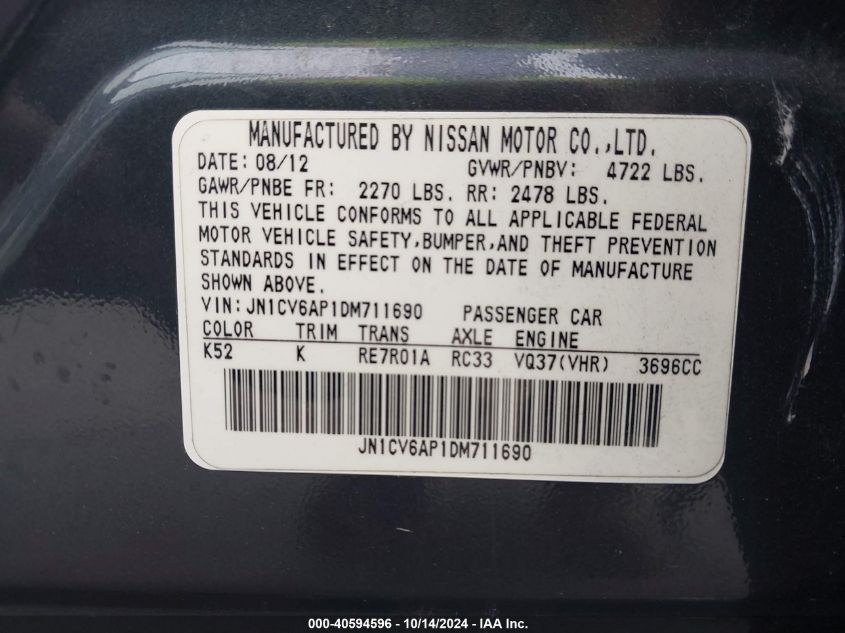 MANUFACTURED BY NISSAN MOTOR CO.,LTD.
DATE: 08/12 GVWR/PNBV: 4722 LBS.
GAWR/PNBE FR: 2270 LBS. RR: 2478 LBS.
THIS VEHICLE CONFORMS TO ALL APPLICABLE FEDERAL
MOTOR VEHICLE SAFETY,BUMPER,AND THEFT PREVENTION
STANDARDS IN EFFECT ON THE DATE OF MANUFACTURE
SHOWN ABOVE.
VIN:JN1CV6AP1DM711690 PASSENGER CAR
COLOR TRIM TRANS AXLE ENGINE
K52 K RE7R01A RC33 VQ37(VHR) 3696CC
JN1CV6AP1DM711690
000-40594596 - 10/14/2024 - IAA Inc.